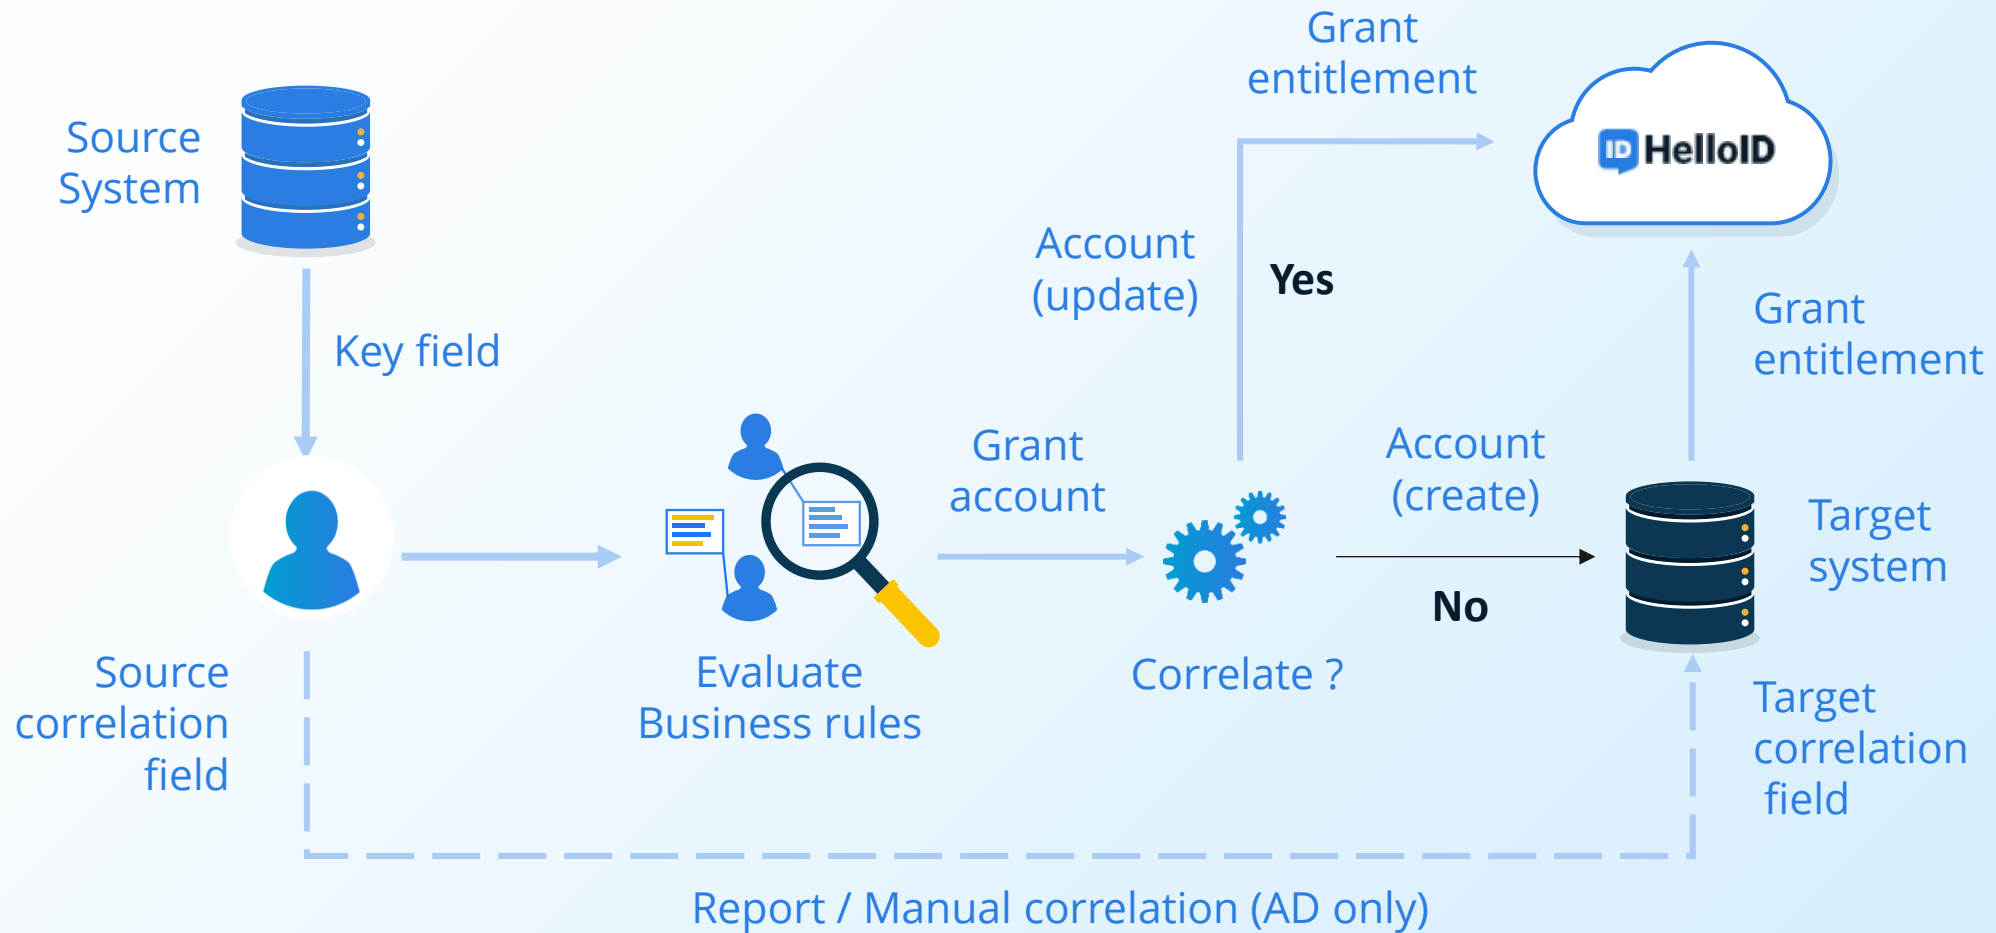 Grant
entitlement
Source
System
ID HelloID
Account
(update)
Yes
Grant
entitlement
Key field
Grant
account
Account
(create)
No
Target
system
Source
correlation
field
Evaluate
Business rules
Correlate ?
Target
correlation
field
Report / Manual correlation (AD only)